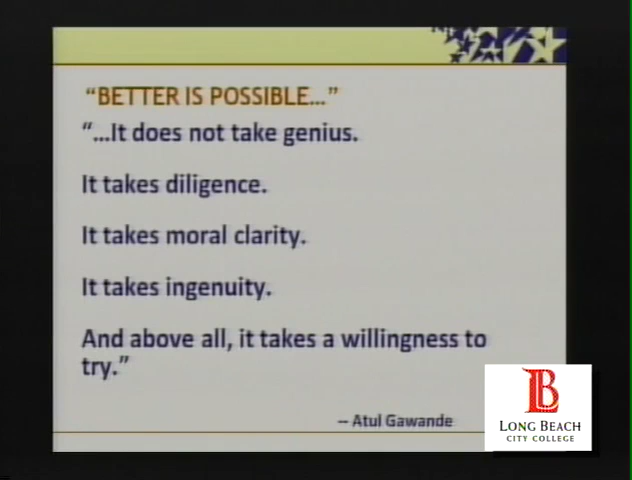 “BETTER IS POSSIBLE...”
“...It does not take genius.
It takes diligence.
It takes moral clarity.
It takes ingenuity.
And above all, it takes a willingness to
try.”
-- Atul Gawande
LB
LONG BEACH
CITY COLLEGE